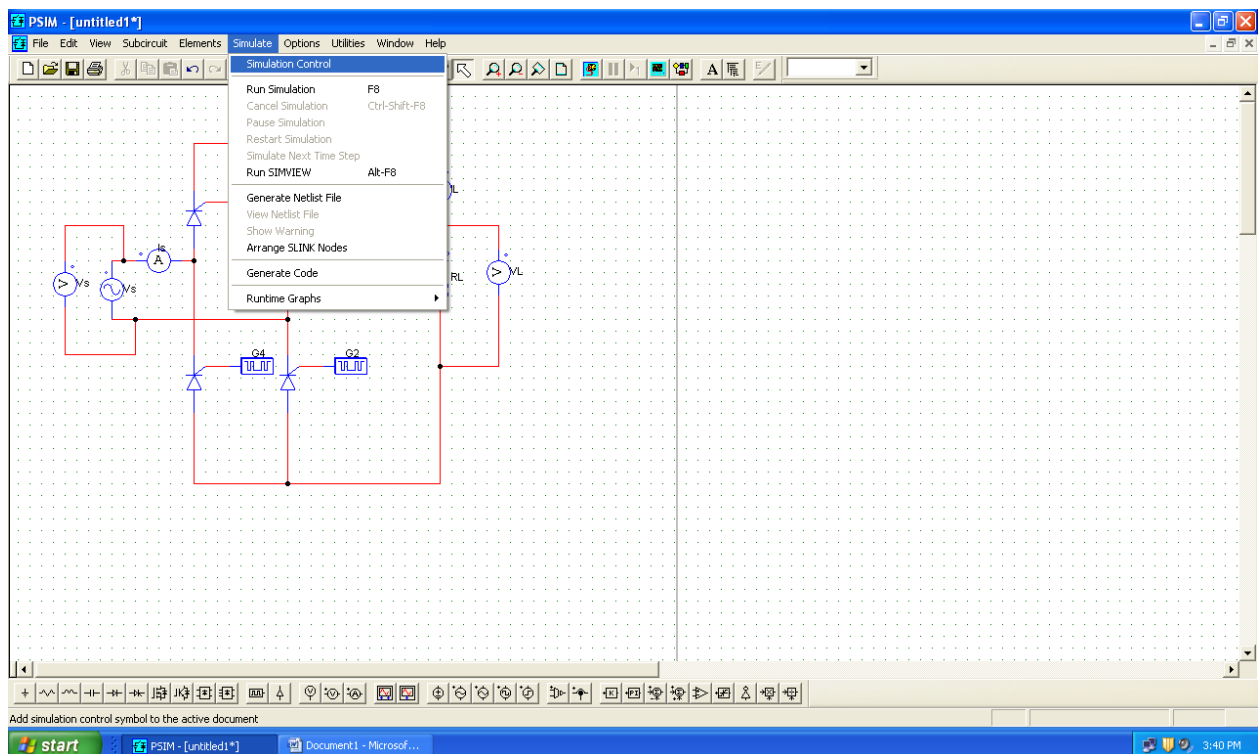 PSIM - [untitled1*]
File Edit View Subcircuit Elements Simulate Options Utilities Window Help
Simulation Control
Run Simulation F8
Cancel Simulation Ctrl-Shift-F8
Pause Simulation
Restart Simulation
Simulate Next Time Step
Run SIMVIEW Alt-F8
Generate Netlist File
View Netlist File
Show Warning
Arrange SLINK Nodes
Generate Code
Runtime Graphs
A
Is
A
V
Vs
Vs
RL
V
VL
G4
G2
K
PI
Add simulation control symbol to the active document
start
PSIM - [untitled1*]
Document1 - Microsof...
3:40 PM